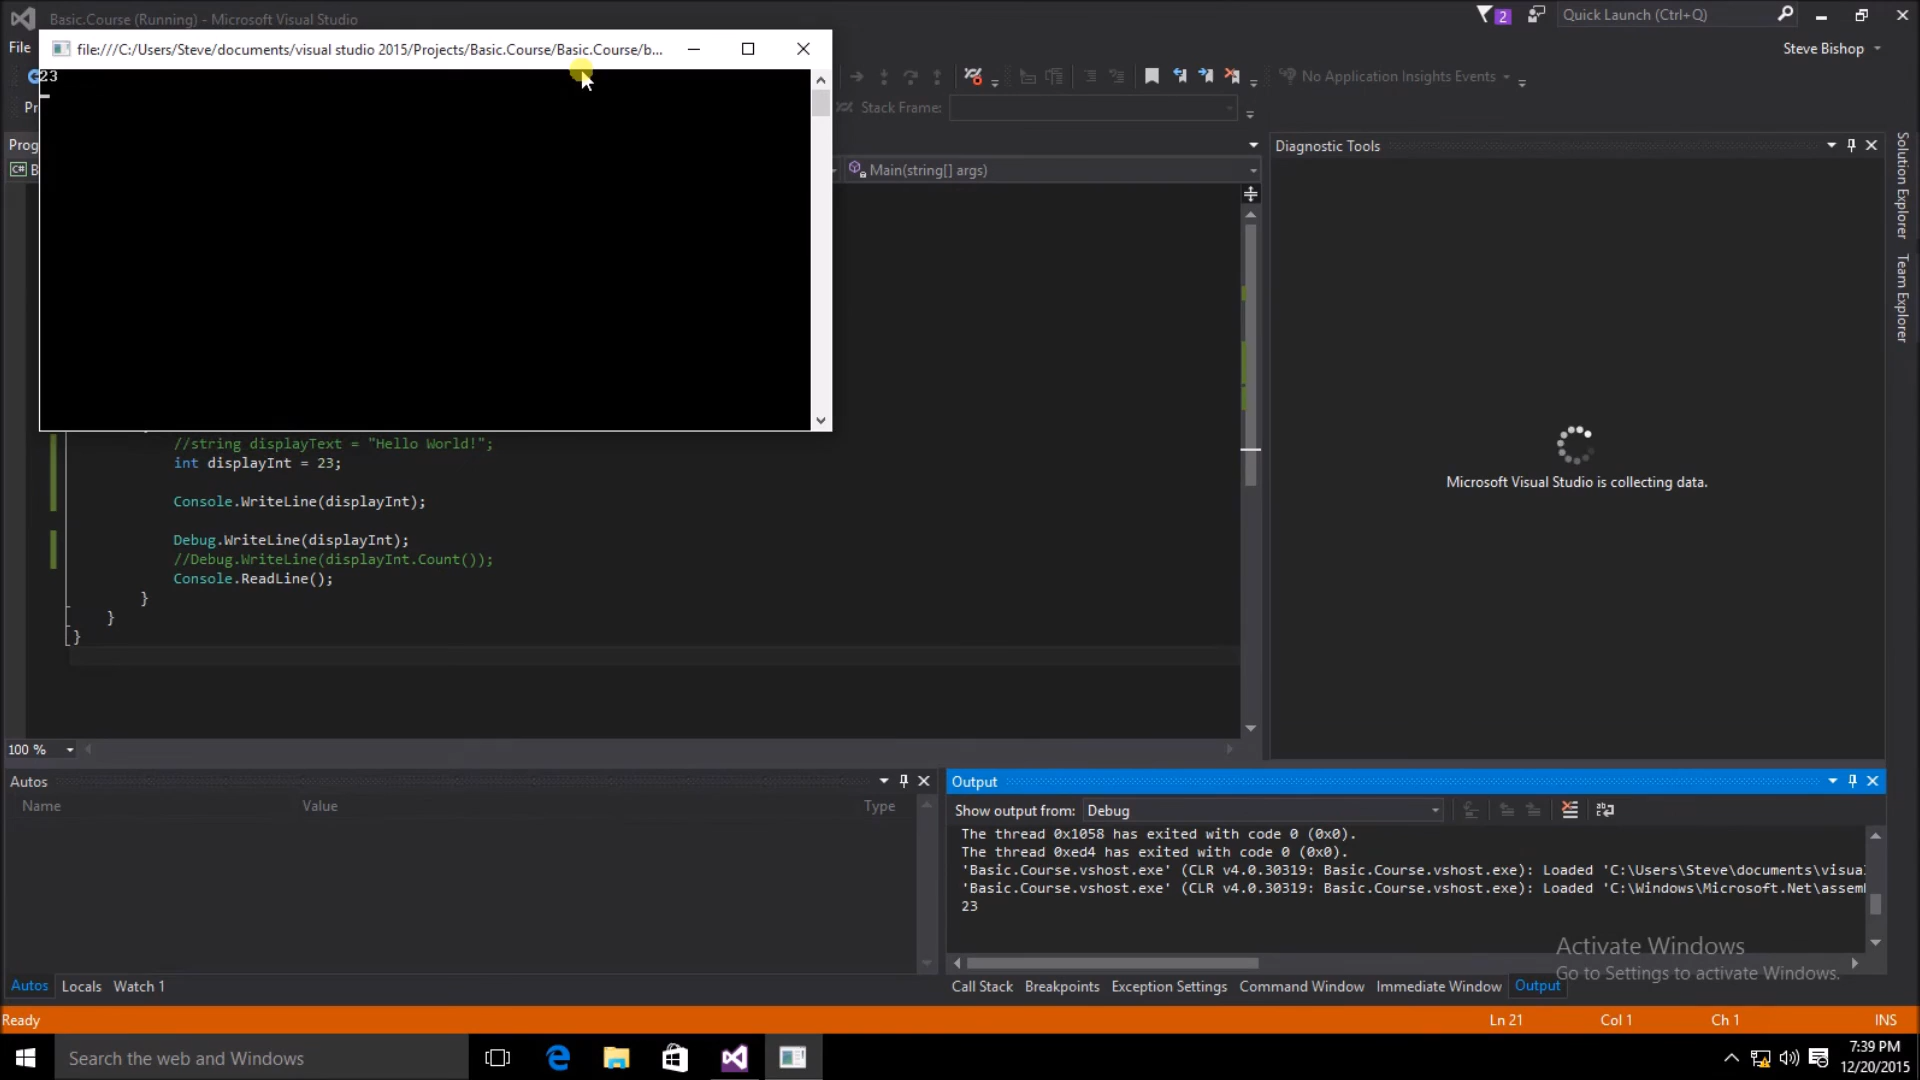 Basic.Course (Running) - Microsoft Visual Studio
2
Quick Launch (Ctrl+Q)
File
file:///C:/Users/Steve/documents/visual studio 2015/Projects/Basic.Course/Basic.Course/b...
Steve Bishop
23
No Application Insights Events
Pr
Stack Frame:
Prog
Diagnostic Tools
C# B
Main(string[] args)
Solution Explorer
Team Explorer
//string displayText = "Hello World!";
int displayInt = 23;
Console.WriteLine(displayInt);
Debug.WriteLine(displayInt);
//Debug.WriteLine(displayInt.Count());
Console.ReadLine();
}
}
}
Microsoft Visual Studio is collecting data.
100 %
Autos
Name Value Type
Autos Locals Watch 1
Output
Show output from: Debug
The thread 0x1058 has exited with code 0 (0x0).
The thread 0xed4 has exited with code 0 (0x0).
'Basic.Course.vshost.exe' (CLR v4.0.30319: Basic.Course.vshost.exe): Loaded 'C:\Users\Steve\documents\visual
'Basic.Course.vshost.exe' (CLR v4.0.30319: Basic.Course.vshost.exe): Loaded 'C:\Windows\Microsoft.Net\assemb
23
Activate Windows
Go to Settings to activate Windows.
Call Stack Breakpoints Exception Settings Command Window Immediate Window Output
Ready Ln 21 Col 1 Ch 1 INS
Search the web and Windows
7:39 PM
12/20/2015